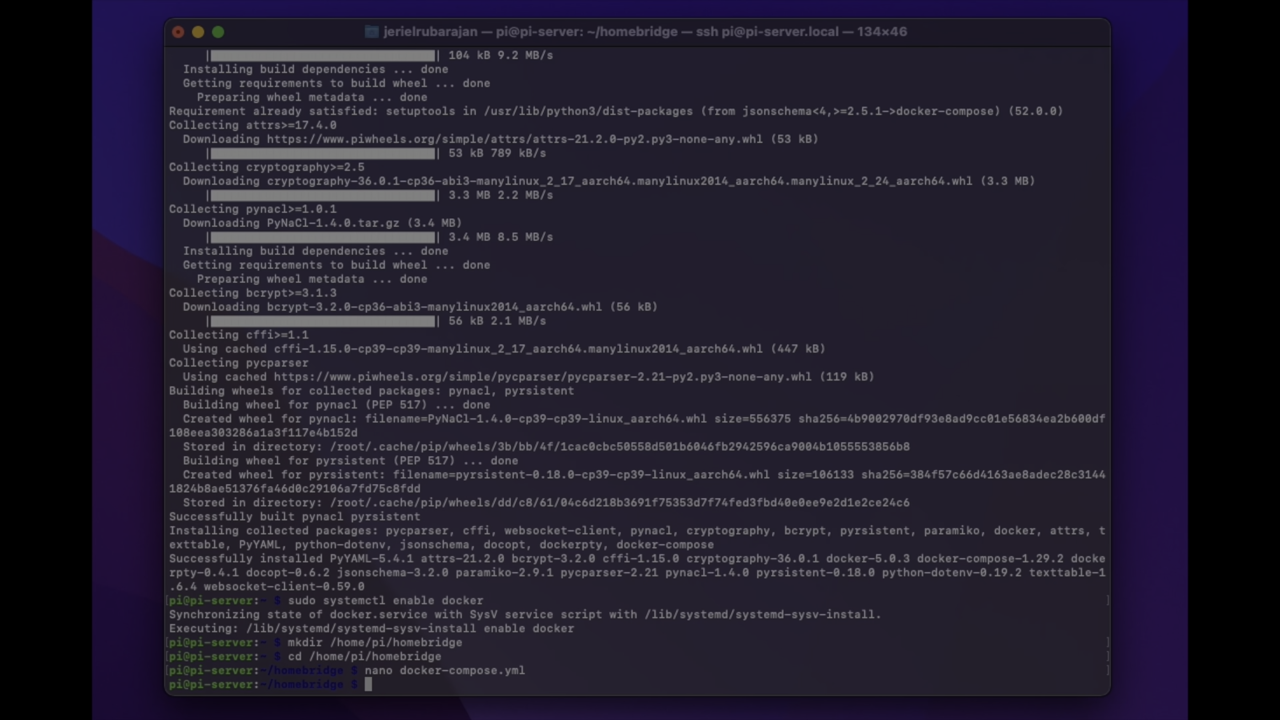 jerielrubarajan — pi@pi-server: ~/homebridge — ssh pi@pi-server.local — 134×46
| 104 kB 9.2 MB/s
Installing build dependencies ... done
Getting requirements to build wheel ... done
Preparing wheel metadata ... done
Requirement already satisfied: setuptools in /usr/lib/python3/dist-packages (from jsonschema<4,>=2.5.1->docker-compose) (52.0.0)
Collecting attrs>=17.4.0
Downloading https://www.piwheels.org/simple/attrs/attrs-21.2.0-py2.py3-none-any.whl (53 kB)
| 53 kB 789 kB/s
Collecting cryptography>=2.5
Downloading cryptography-36.0.1-cp36-abi3-manylinux_2_17_aarch64.manylinux2014_aarch64.manylinux_2_24_aarch64.whl (3.3 MB)
| 3.3 MB 2.2 MB/s
Collecting pynacl>=1.0.1
Downloading PyNaCl-1.4.0.tar.gz (3.4 MB)
| 3.4 MB 8.5 MB/s
Installing build dependencies ... done
Getting requirements to build wheel ... done
Preparing wheel metadata ... done
Collecting bcrypt>=3.1.3
Downloading bcrypt-3.2.0-cp36-abi3-manylinux2014_aarch64.whl (56 kB)
| 56 kB 2.1 MB/s
Collecting cffi>=1.1
Using cached cffi-1.15.0-cp39-cp39-manylinux_2_17_aarch64.manylinux2014_aarch64.whl (447 kB)
Collecting pycparser
Using cached https://www.piwheels.org/simple/pycparser/pycparser-2.21-py2.py3-none-any.whl (119 kB)
Building wheels for collected packages: pynacl, pyrsistent
Building wheel for pynacl (PEP 517) ... done
Created wheel for pynacl: filename=PyNaCl-1.4.0-cp39-cp39-linux_aarch64.whl size=556375 sha256=4b9002970df93e8ad9cc01e56834ea2b600df
108eea303286a1a3f117e4b152d
Stored in directory: /root/.cache/pip/wheels/3b/bb/4f/1cac0cbc50558d501b6046fb2942596ca9004b1055553856b8
Building wheel for pyrsistent (PEP 517) ... done
Created wheel for pyrsistent: filename=pyrsistent-0.18.0-cp39-cp39-linux_aarch64.whl size=106133 sha256=384f57c66d4163ae8adec28c3144
1824b8ae51376fa46d0c29106a7fd75c8fdd
Stored in directory: /root/.cache/pip/wheels/dd/c8/61/04c6d218b3691f75353d7f74fed3fbd40e0ee9e2d1e2ce24c6
Successfully built pynacl pyrsistent
Installing collected packages: pycparser, cffi, websocket-client, pynacl, cryptography, bcrypt, pyrsistent, paramiko, docker, attrs, t
exttable, PyYAML, python-dotenv, jsonschema, docopt, dockerpty, docker-compose
Successfully installed PyYAML-5.4.1 attrs-21.2.0 bcrypt-3.2.0 cffi-1.15.0 cryptography-36.0.1 docker-5.0.3 docker-compose-1.29.2 docke
rpty-0.4.1 docopt-0.6.2 jsonschema-3.2.0 paramiko-2.9.1 pycparser-2.21 pynacl-1.4.0 pyrsistent-0.18.0 python-dotenv-0.19.2 texttable-1
.6.4 websocket-client-0.59.0
[pi@pi-server:~ $ sudo systemctl enable docker ]
Synchronizing state of docker.service with SysV service script with /lib/systemd/systemd-sysv-install.
Executing: /lib/systemd/systemd-sysv-install enable docker
[pi@pi-server:~ $ mkdir /home/pi/homebridge ]
[pi@pi-server:~ $ cd /home/pi/homebridge ]
[pi@pi-server:~/homebridge $ nano docker-compose.yml ]
pi@pi-server:~/homebridge $